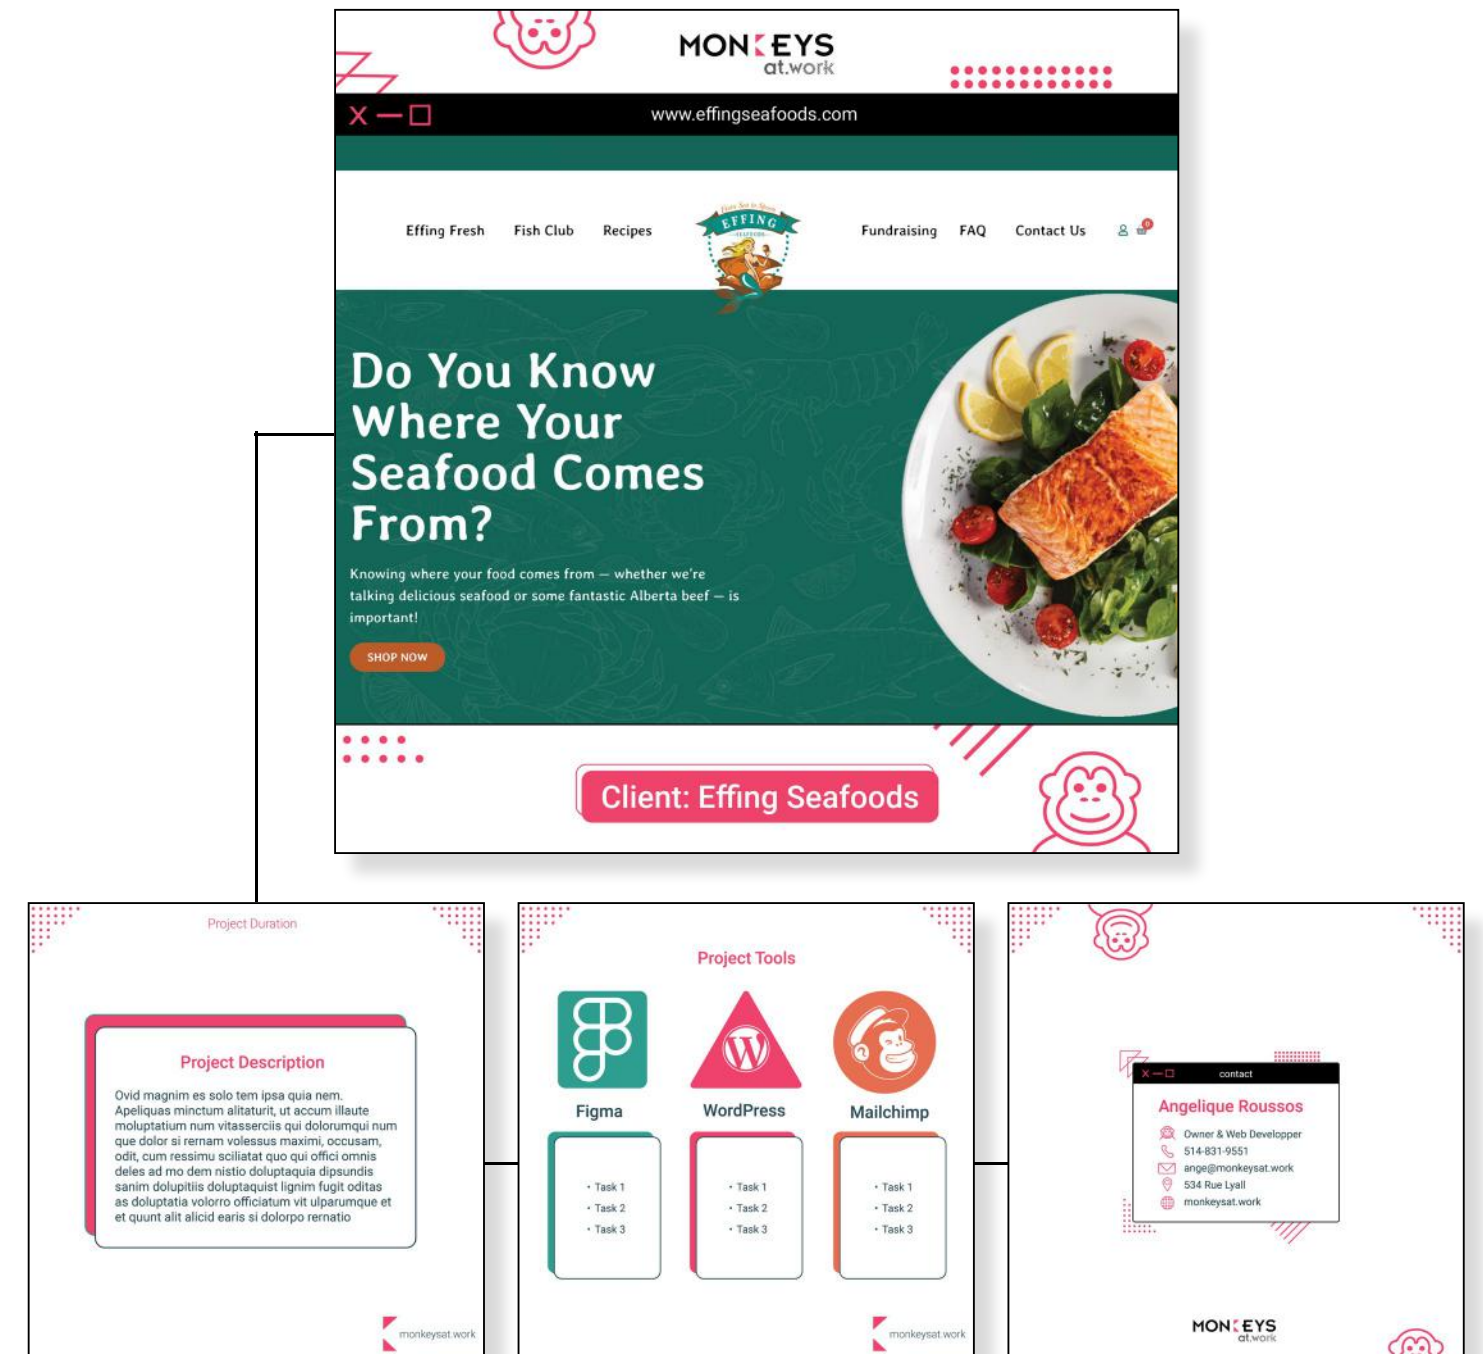 MONKEYS
at.work
www.effingseafoods.com
Effing Fresh Fish Club Recipes
From Sea to Spoon
EFFING
SEAFOODS
Fundraising FAQ Contact Us 0
Do You Know
Where Your
Seafood Comes
From?
Knowing where your food comes from — whether we're
talking delicious seafood or some fantastic Alberta beef — is
important!
SHOP NOW
Client: Effing Seafoods
Project Duration
Project Description
Ovid magnim es solo tem ipsa quia nem.
Apeliquas minctum alitaturit, ut accum illaute
moluptatium num vitasserciis qui dolorumqui num
que dolor si rernam volessus maximi, occusam,
odit, cum ressimu sciliatat quo qui offici omnis
deles ad mo dem nistio doluptaquia dipsundis
sanim dolupitiis doluptaquist lignim fugit oditas
as doluptatia volorro officiatum vit ulparumque et
et quunt alit alicid earis si dolorpo rernatio
monkeysat.work
Project Tools
Figma
WordPress
Mailchimp
• Task 1
• Task 2
• Task 3
• Task 1
• Task 2
• Task 3
• Task 1
• Task 2
• Task 3
monkeysat.work
contact
Angelique Roussos
Owner & Web Developper
514-831-9551
ange@monkeysat.work
534 Rue Lyall
monkeysat.work
MONKEYS
at.work